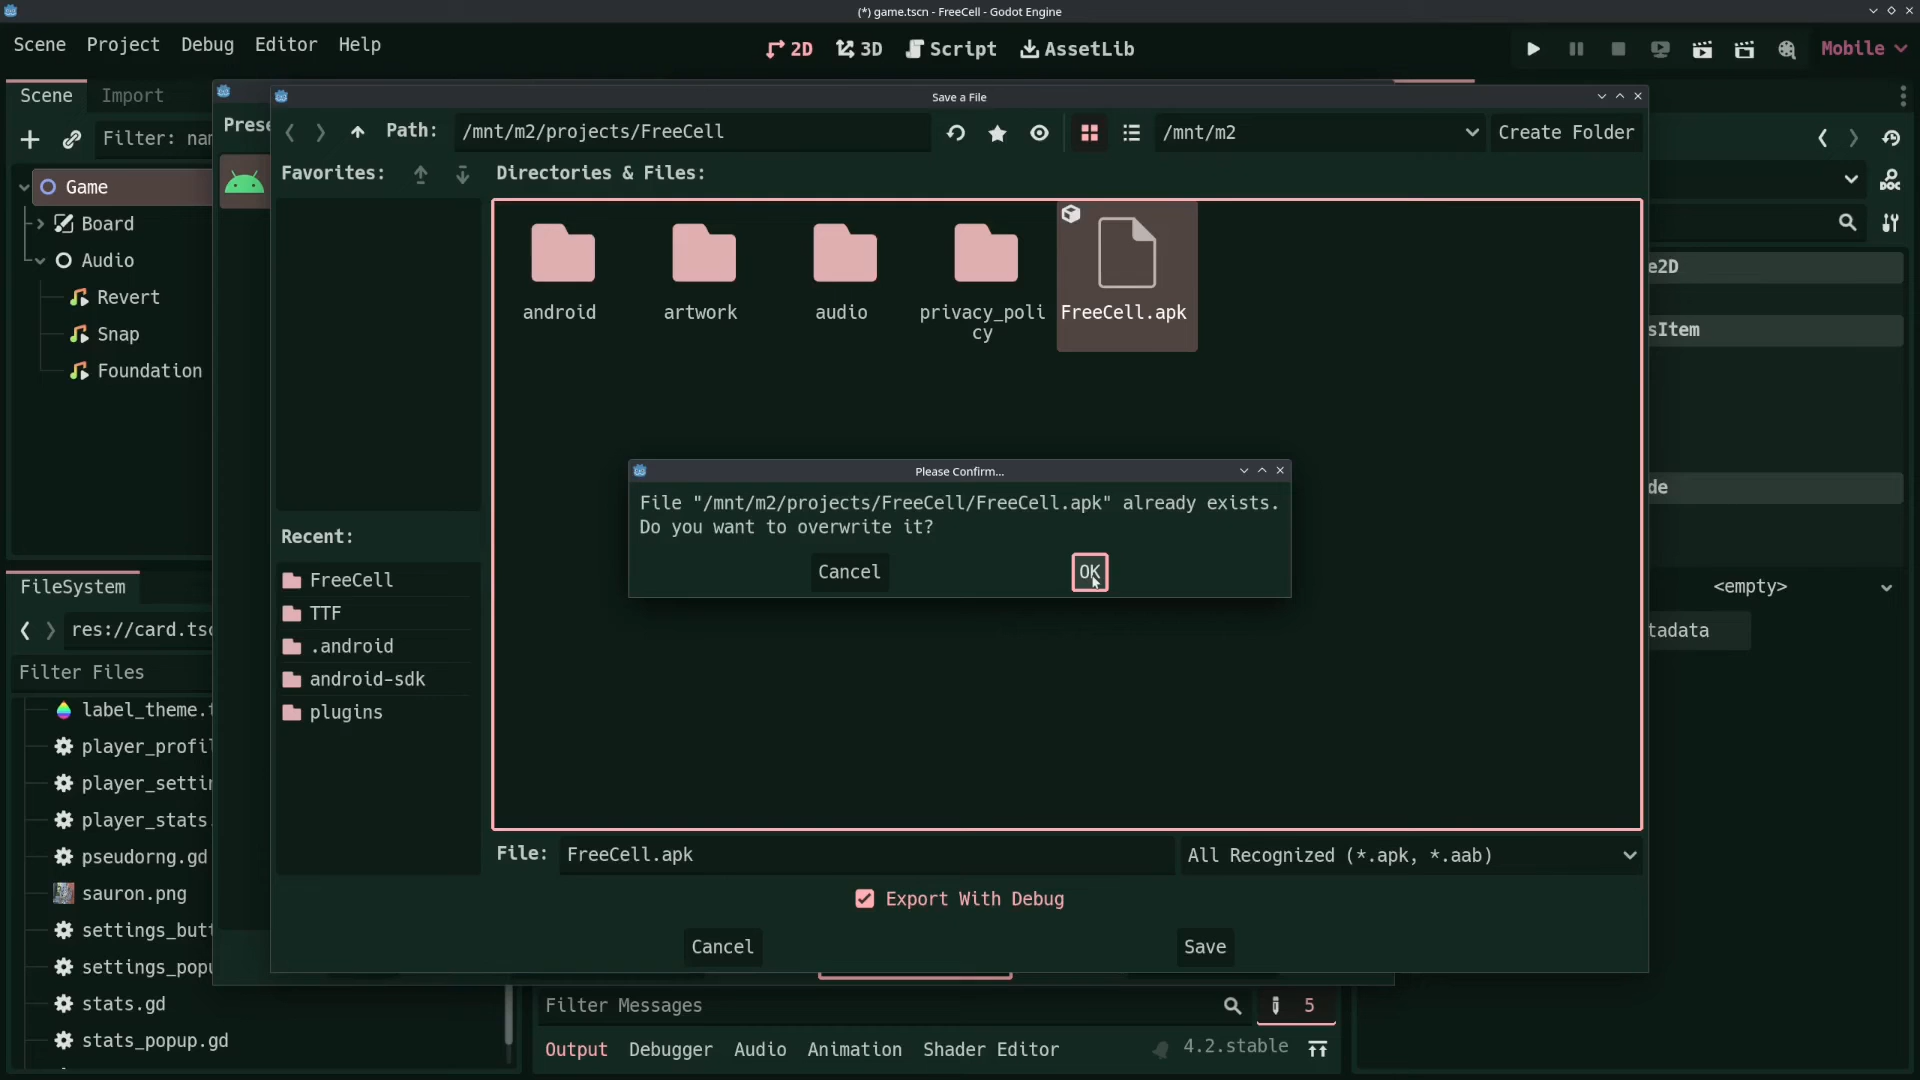 (*) game.tscn - FreeCell - Godot Engine
Scene Project Debug Editor Help
2D 3D Script AssetLib
Mobile
Scene Import
Filter: nam
Game
Board
Audio
Revert
Snap
Foundation
FileSystem
res://card.tsc
Filter Files
label_theme.t
player_profil
player_settin
player_stats.
pseudorng.gd
sauron.png
settings_butt
settings_popu
stats.gd
stats_popup.gd
Prese
Save a File
Path: /mnt/m2/projects/FreeCell
/mnt/m2
Create Folder
Favorites:
Directories & Files:
android
artwork
audio
privacy_poli
cy
FreeCell.apk
Recent:
FreeCell
TTF
.android
android-sdk
plugins
Please Confirm...
File "/mnt/m2/projects/FreeCell/FreeCell.apk" already exists.
Do you want to overwrite it?
Cancel
OK
File: FreeCell.apk
All Recognized (*.apk, *.aab)
Export With Debug
Cancel
Save
e2D
sItem
de
<empty>
tadata
Filter Messages
5
Output Debugger Audio Animation Shader Editor
4.2.stable